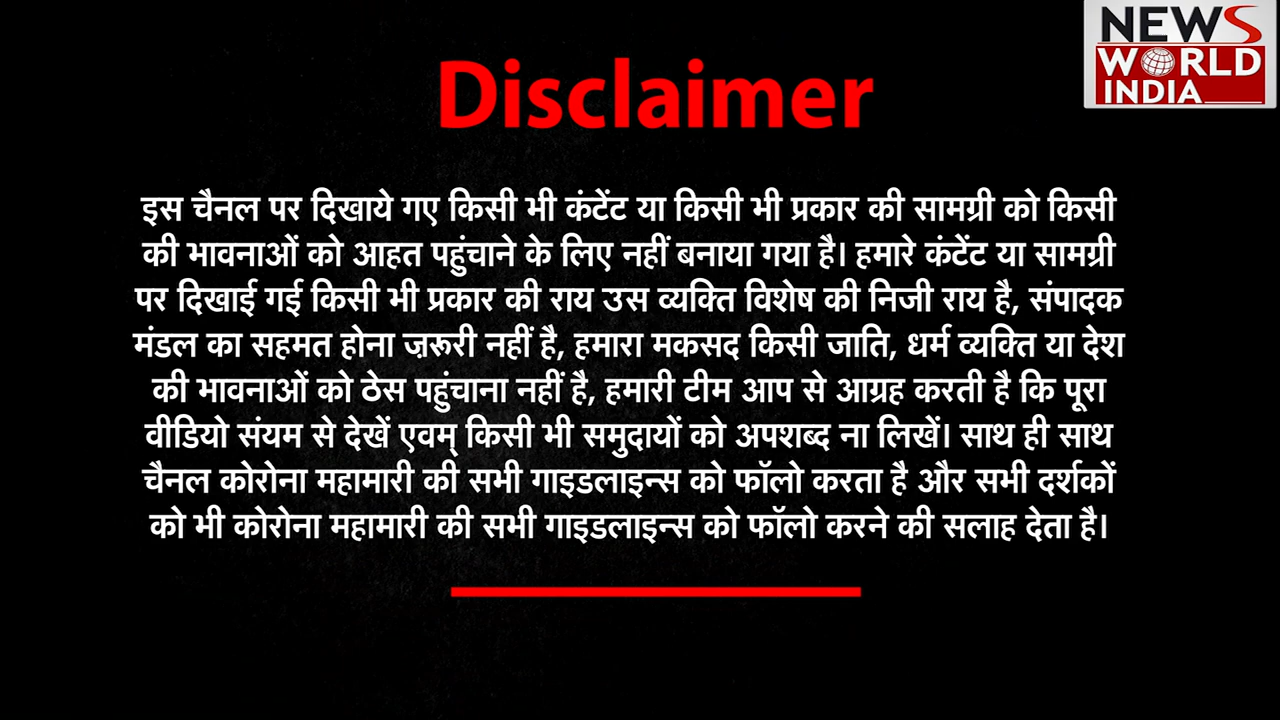 NEWS
WORLD
INDIA
Disclaimer
इस चैनल पर दिखाये गए किसी भी कंटेंट या किसी भी प्रकार की सामग्री को किसी
की भावनाओं को आहत पहुंचाने के लिए नहीं बनाया गया है। हमारे कंटेंट या सामग्री
पर दिखाई गई किसी भी प्रकार की राय उस व्यक्ति विशेष की निजी राय है, संपादक
मंडल का सहमत होना ज़रूरी नहीं है, हमारा मकसद किसी जाति, धर्म व्यक्ति या देश
की भावनाओं को ठेस पहुंचाना नहीं है, हमारी टीम आप से आग्रह करती है कि पूरा
वीडियो संयम से देखें एवम् किसी भी समुदायों को अपशब्द ना लिखें। साथ ही साथ
चैनल कोरोना महामारी की सभी गाइडलाइन्स को फॉलो करता है और सभी दर्शकों
को भी कोरोना महामारी की सभी गाइडलाइन्स को फॉलो करने की सलाह देता है।